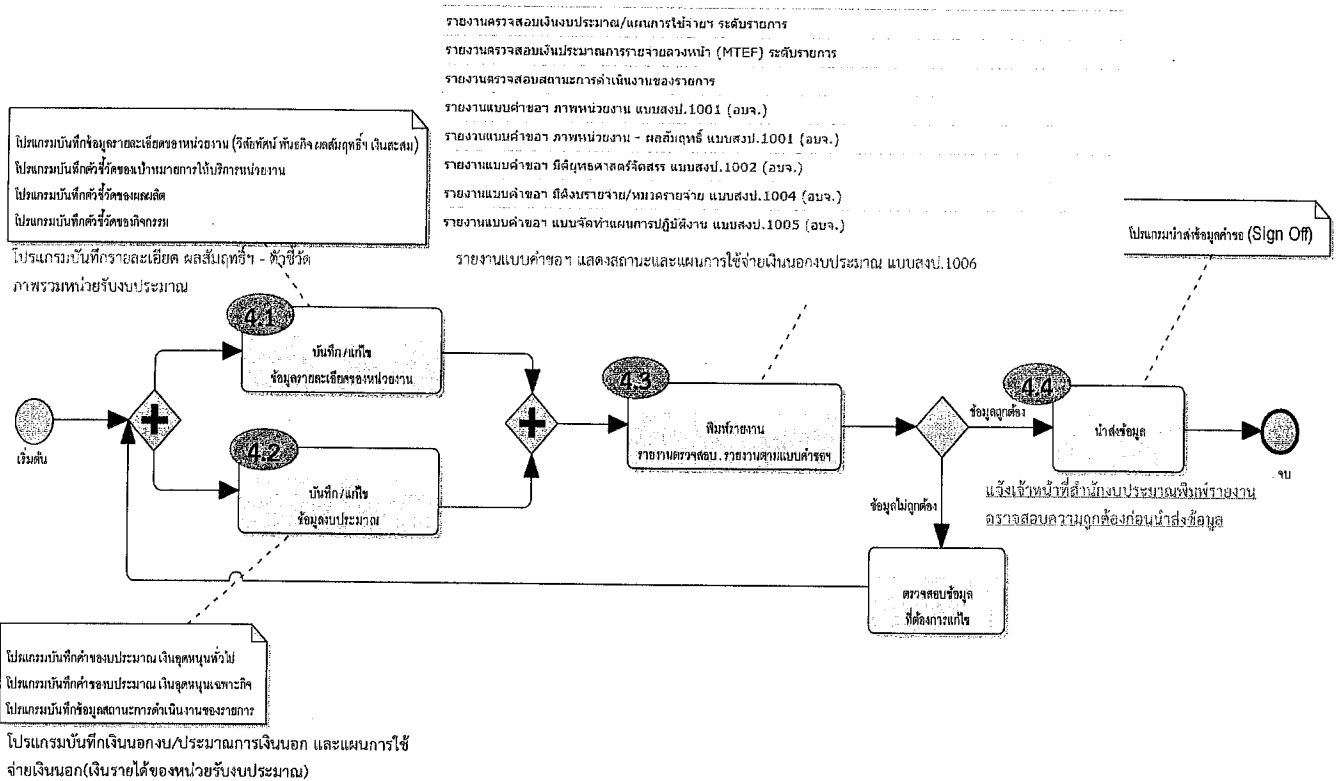 รายงานตรวจสอบเงินงบประมาณ/แผนการใช้จ่ายฯ ระดับรายการ
รายงานตรวจสอบเงินประมาณการรายจ่ายล่วงหน้า (MTEF) ระดับรายการ
รายงานตรวจสอบสถานะการดำเนินงานของรายการ
รายงานแบบคำขอฯ ภาพหน่วยงาน แบบสงป.1001 (อบจ.)
รายงานแบบคำขอฯ ภาพหน่วยงาน - ผลสัมฤทธิ์ แบบสงป.1001 (อบจ.)
รายงานแบบคำขอฯ มิติยุทธศาสตร์จัดสรร แบบสงป.1002 (อบจ.)
รายงานแบบคำขอฯ มิติงบรายจ่าย/หมวดรายจ่าย แบบสงป.1004 (อบจ.)
รายงานแบบคำขอฯ แบบจัดทำแผนการปฏิบัติงาน แบบสงป.1005 (อบจ.)
รายงานแบบคำขอฯ แสดงสถานะและแผนการใช้จ่ายเงินนอกงบประมาณ แบบสงป.1006
โปรแกรมบันทึกข้อมูลรายละเอียดของหน่วยงาน (วิสัยทัศน์ พันธกิจ ผลสัมฤทธิ์ฯ เงินสะสม)
โปรแกรมบันทึกตัวชี้วัดของเป้าหมายการให้บริการหน่วยงาน
โปรแกรมบันทึกตัวชี้วัดของผลผลิต
โปรแกรมบันทึกตัวชี้วัดของกิจกรรม
โปรแกรมบันทึกรายละเอียด ผลสัมฤทธิ์ฯ - ตัวชี้วัด
ภาพรวมหน่วยรับงบประมาณ
โปรแกรมนำส่งข้อมูลคำขอ (Sign Off)
4.1
บันทึก/แก้ไข
ข้อมูลรายละเอียดของหน่วยงาน
เริ่มต้น
4.2
บันทึก/แก้ไข
ข้อมูลงบประมาณ
4.3
พิมพ์รายงาน
รายงานตรวจสอบ , รายงานตามแบบคำขอฯ
ข้อมูลถูกต้อง
ข้อมูลไม่ถูกต้อง
4.4
นำส่งข้อมูล
จบ
แจ้งเจ้าหน้าที่สำนักงบประมาณพิมพ์รายงาน
ตรวจสอบความถูกต้องก่อนนำส่งข้อมูล
ตรวจสอบข้อมูล
ที่ต้องการแก้ไข
โปรแกรมบันทึกคำของบประมาณ เงินอุดหนุนทั่วไป
โปรแกรมบันทึกคำของบประมาณ เงินอุดหนุนเฉพาะกิจ
โปรแกรมบันทึกข้อมูลสถานะการดำเนินงานของรายการ
โปรแกรมบันทึกเงินนอกงบ/ประมาณการเงินนอก และแผนการใช้
จ่ายเงินนอก(เงินรายได้ของหน่วยรับงบประมาณ)